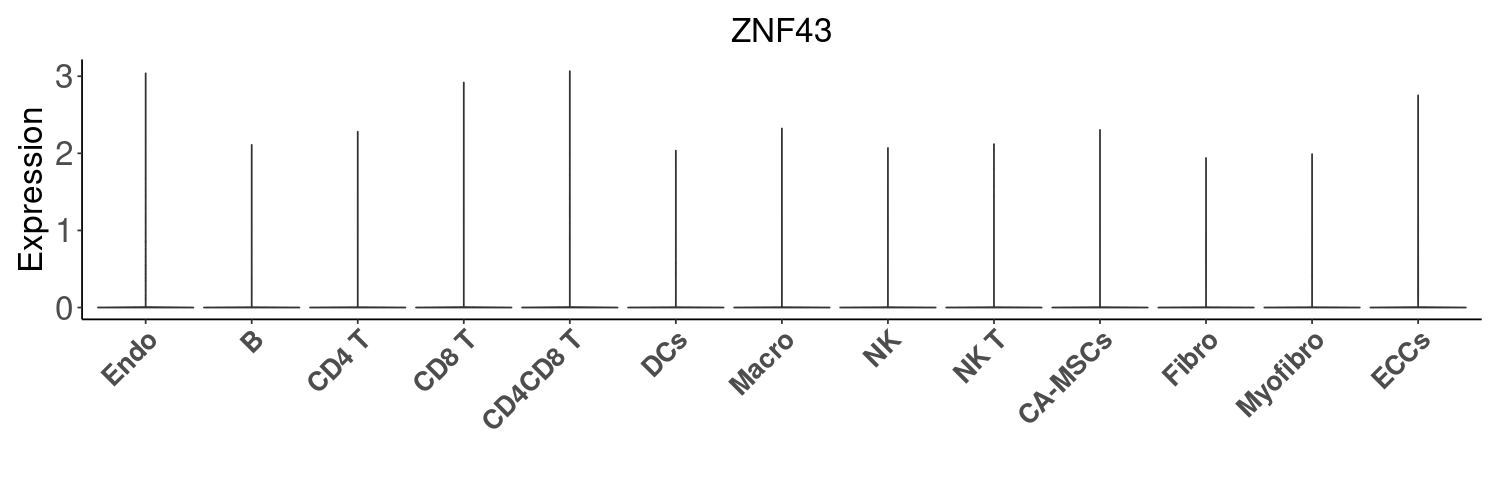 ZNF43
Expression
3
2
1
0
Endo
B
CD4 T
CD8 T
CD4CD8 T
DCs
Macro
NK
NK T
CA-MSCs
Fibro
Myofibro
ECCs